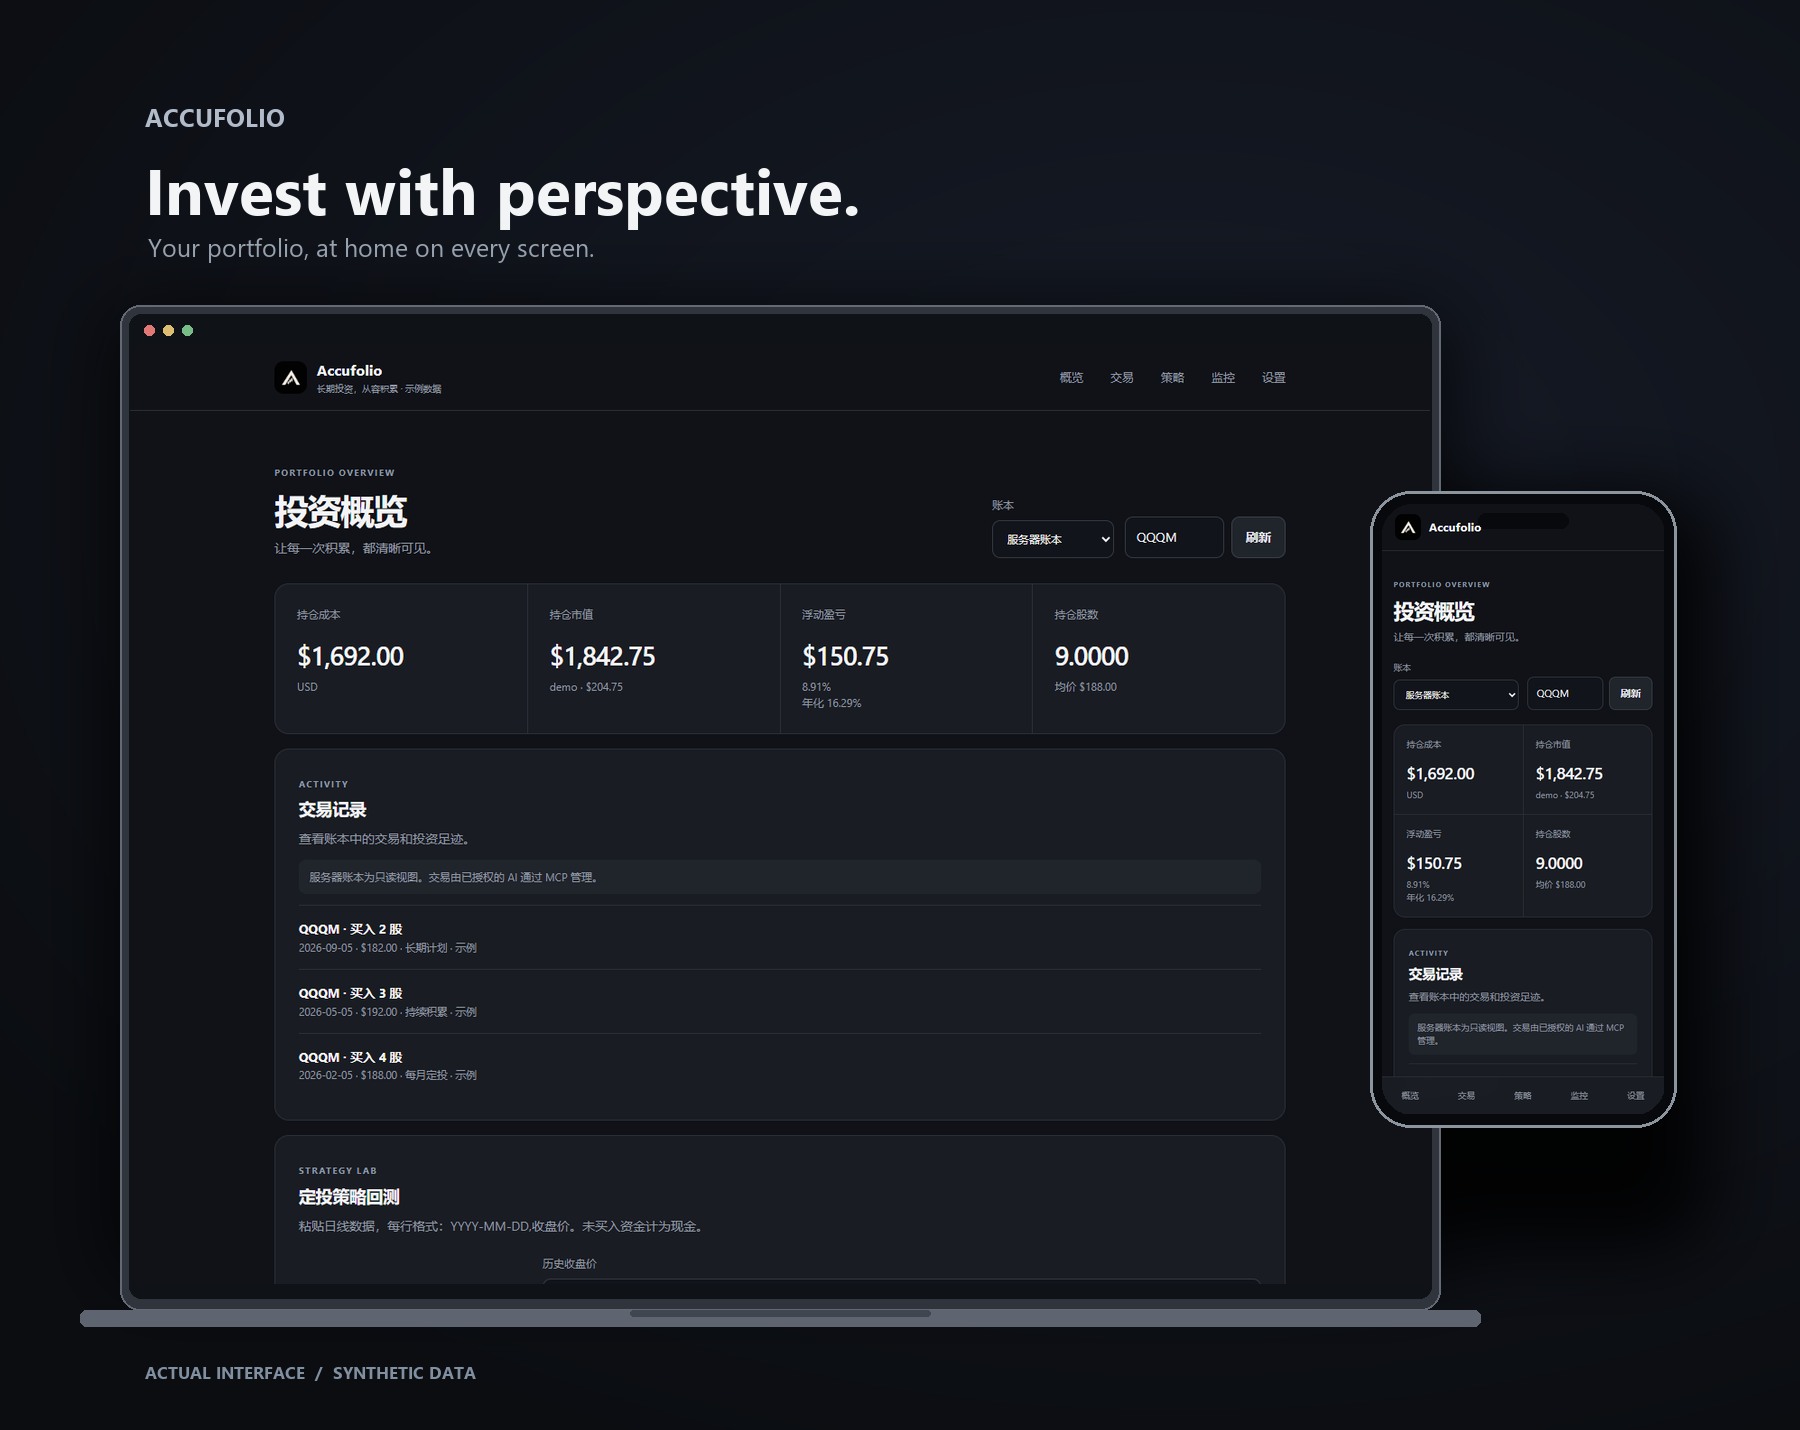 ACCUFOLIO
Invest with perspective.
Your portfolio, at home on every screen.
Accufolio
长期投资，从容积累 · 示例数据
概览 交易 策略 监控 设置
PORTFOLIO OVERVIEW
投资概览
让每一次积累，都清晰可见。
账本
服务器账本 QQQM 刷新
持仓成本
$1,692.00
USD
持仓市值
$1,842.75
demo · $204.75
浮动盈亏
$150.75
8.91%
年化 16.29%
持仓股数
9.0000
均价 $188.00
ACTIVITY
交易记录
查看账本中的交易和投资足迹。
服务器账本为只读视图。交易由已授权的 AI 通过 MCP 管理。
QQQM · 买入 2 股
2026-09-05 · $182.00 · 长期计划 · 示例
QQQM · 买入 3 股
2026-05-05 · $192.00 · 持续积累 · 示例
QQQM · 买入 4 股
2026-02-05 · $188.00 · 每月定投 · 示例
STRATEGY LAB
定投策略回测
粘贴日线数据，每行格式：YYYY-MM-DD,收盘价。未买入资金计为现金。
历史收盘价
Accufolio
PORTFOLIO OVERVIEW
投资概览
让每一次积累，都清晰可见。
账本
服务器账本 QQQM 刷新
持仓成本
$1,692.00
USD
持仓市值
$1,842.75
demo · $204.75
浮动盈亏
$150.75
8.91%
年化 16.29%
持仓股数
9.0000
均价 $188.00
ACTIVITY
交易记录
查看账本中的交易和投资足迹。
服务器账本为只读视图。交易由已授权的 AI 通过 MCP
管理。
概览 交易 策略 监控 设置
ACTUAL INTERFACE / SYNTHETIC DATA